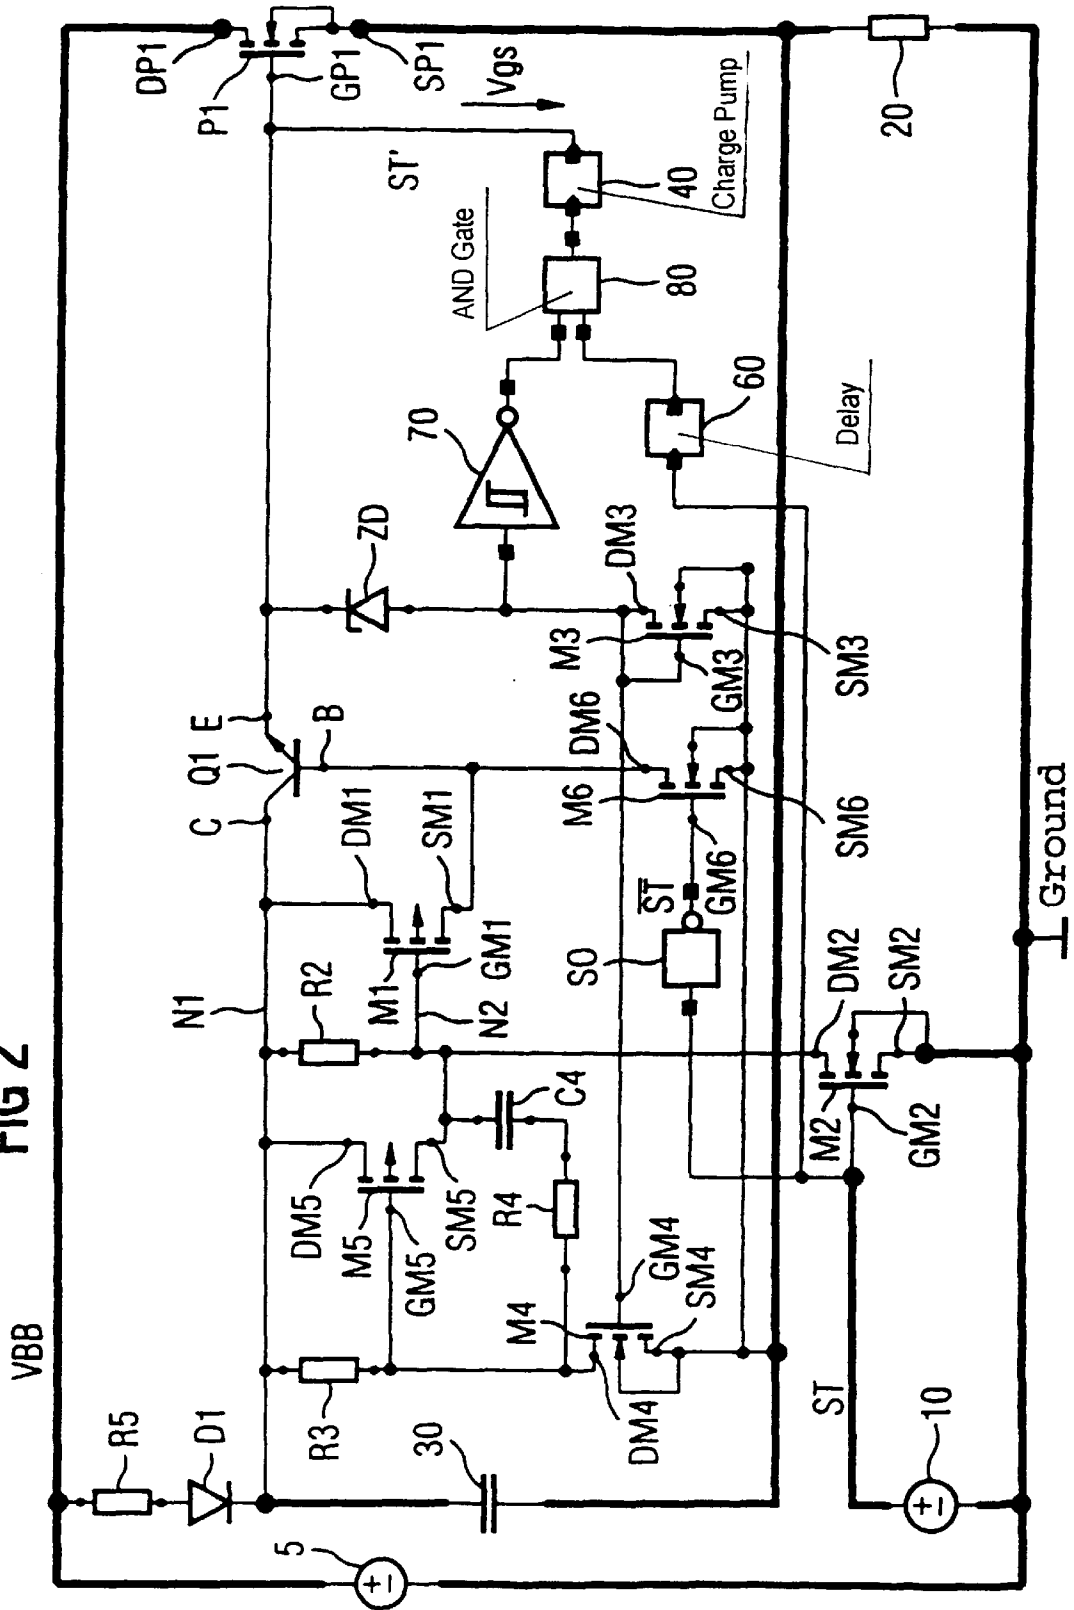 FIG 2
VBB
R5
D1
5
30
R3
DM5
M5
GM5
SM5
R4
C4
M4
DM4
GM4
SM4
ST
10
N1
R2
M1
DM1
GM1
N2
SM1
C
Q1
E
B
SO
ST
GM6
M6
DM6
SM6
M2
GM2
DM2
SM2
Ground
ZD
M3
DM3
GM3
SM3
70
60
Delay
80
AND Gate
40
Charge Pump
ST'
Vgs
DP1
P1
GP1
SP1
20